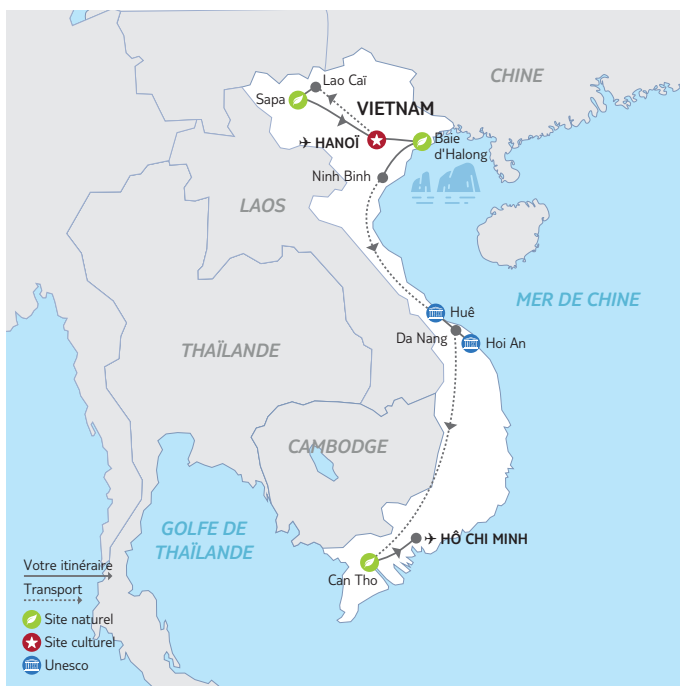 CHINE
Lao Caï
Sapa
VIETNAM
✈ HANOÏ
Baie
d'Halong
Ninh Binh
LAOS
MER DE CHINE
Huê
Da Nang
Hoi An
THAÏLANDE
CAMBODGE
GOLFE DE
THAÏLANDE
✈ HÔ CHI MINH
Can Tho
Votre itinéraire
Transport
Site naturel
Site culturel
Unesco